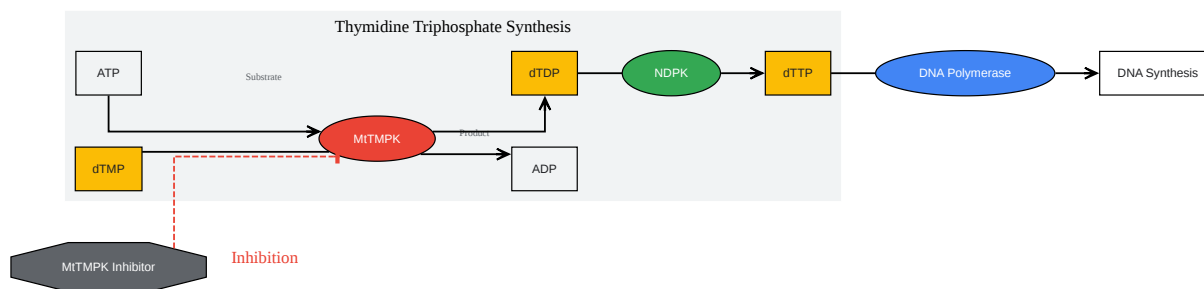 Thymidine Triphosphate Synthesis
ATP
Substrate
dTDP
NDPK
dTTP
DNA Polymerase
DNA Synthesis
MtTMPK
Product
dTMP
ADP
Inhibition
MtTMPK Inhibitor